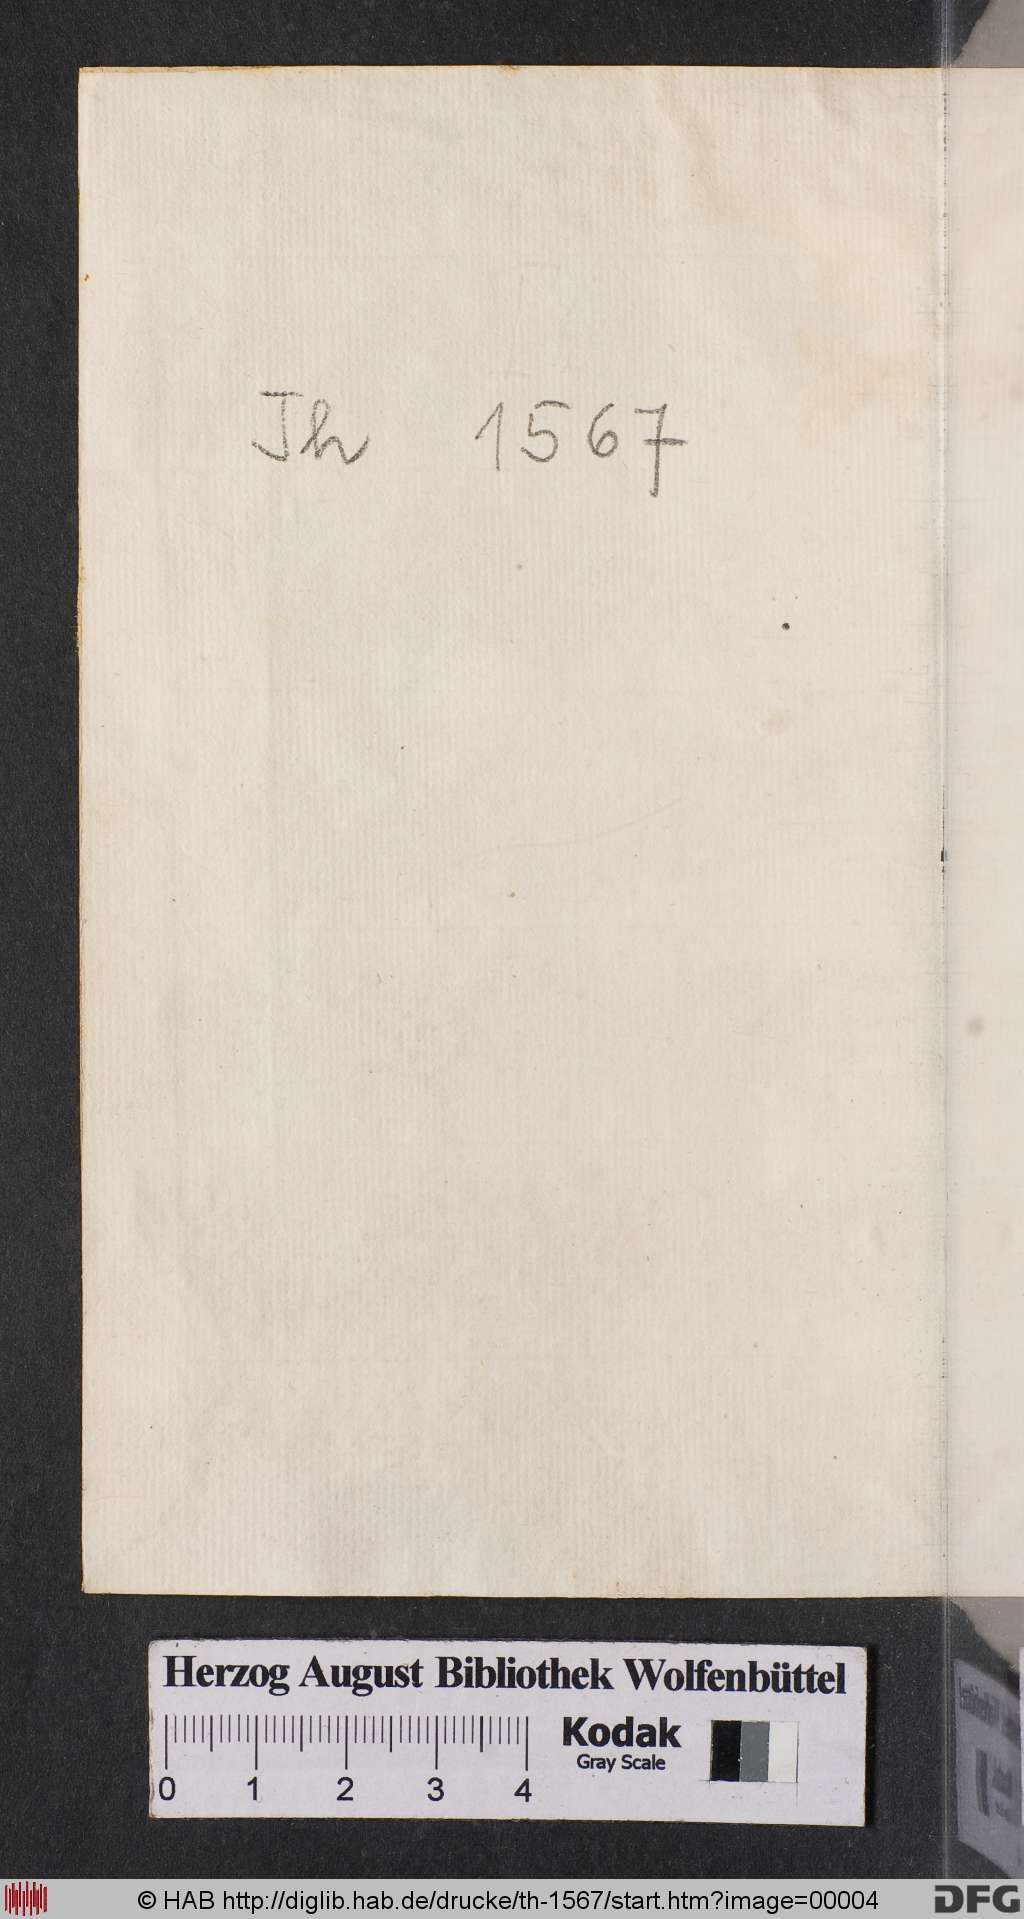 Th 1567
Herzog August Bibliothek Wolfenbüttel
Kodak
Gray Scale
0 1 2 3 4
© HAB http://diglib.hab.de/drucke/th-1567/start.htm?image=00004
DFG